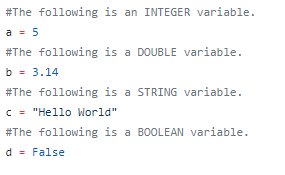 #The following is an INTEGER variable.
a = 5
#The following is a DOUBLE variable.
b = 3.14
#The following is a STRING variable.
c = "Hello World"
#The following is a BOOLEAN variable.
d = False